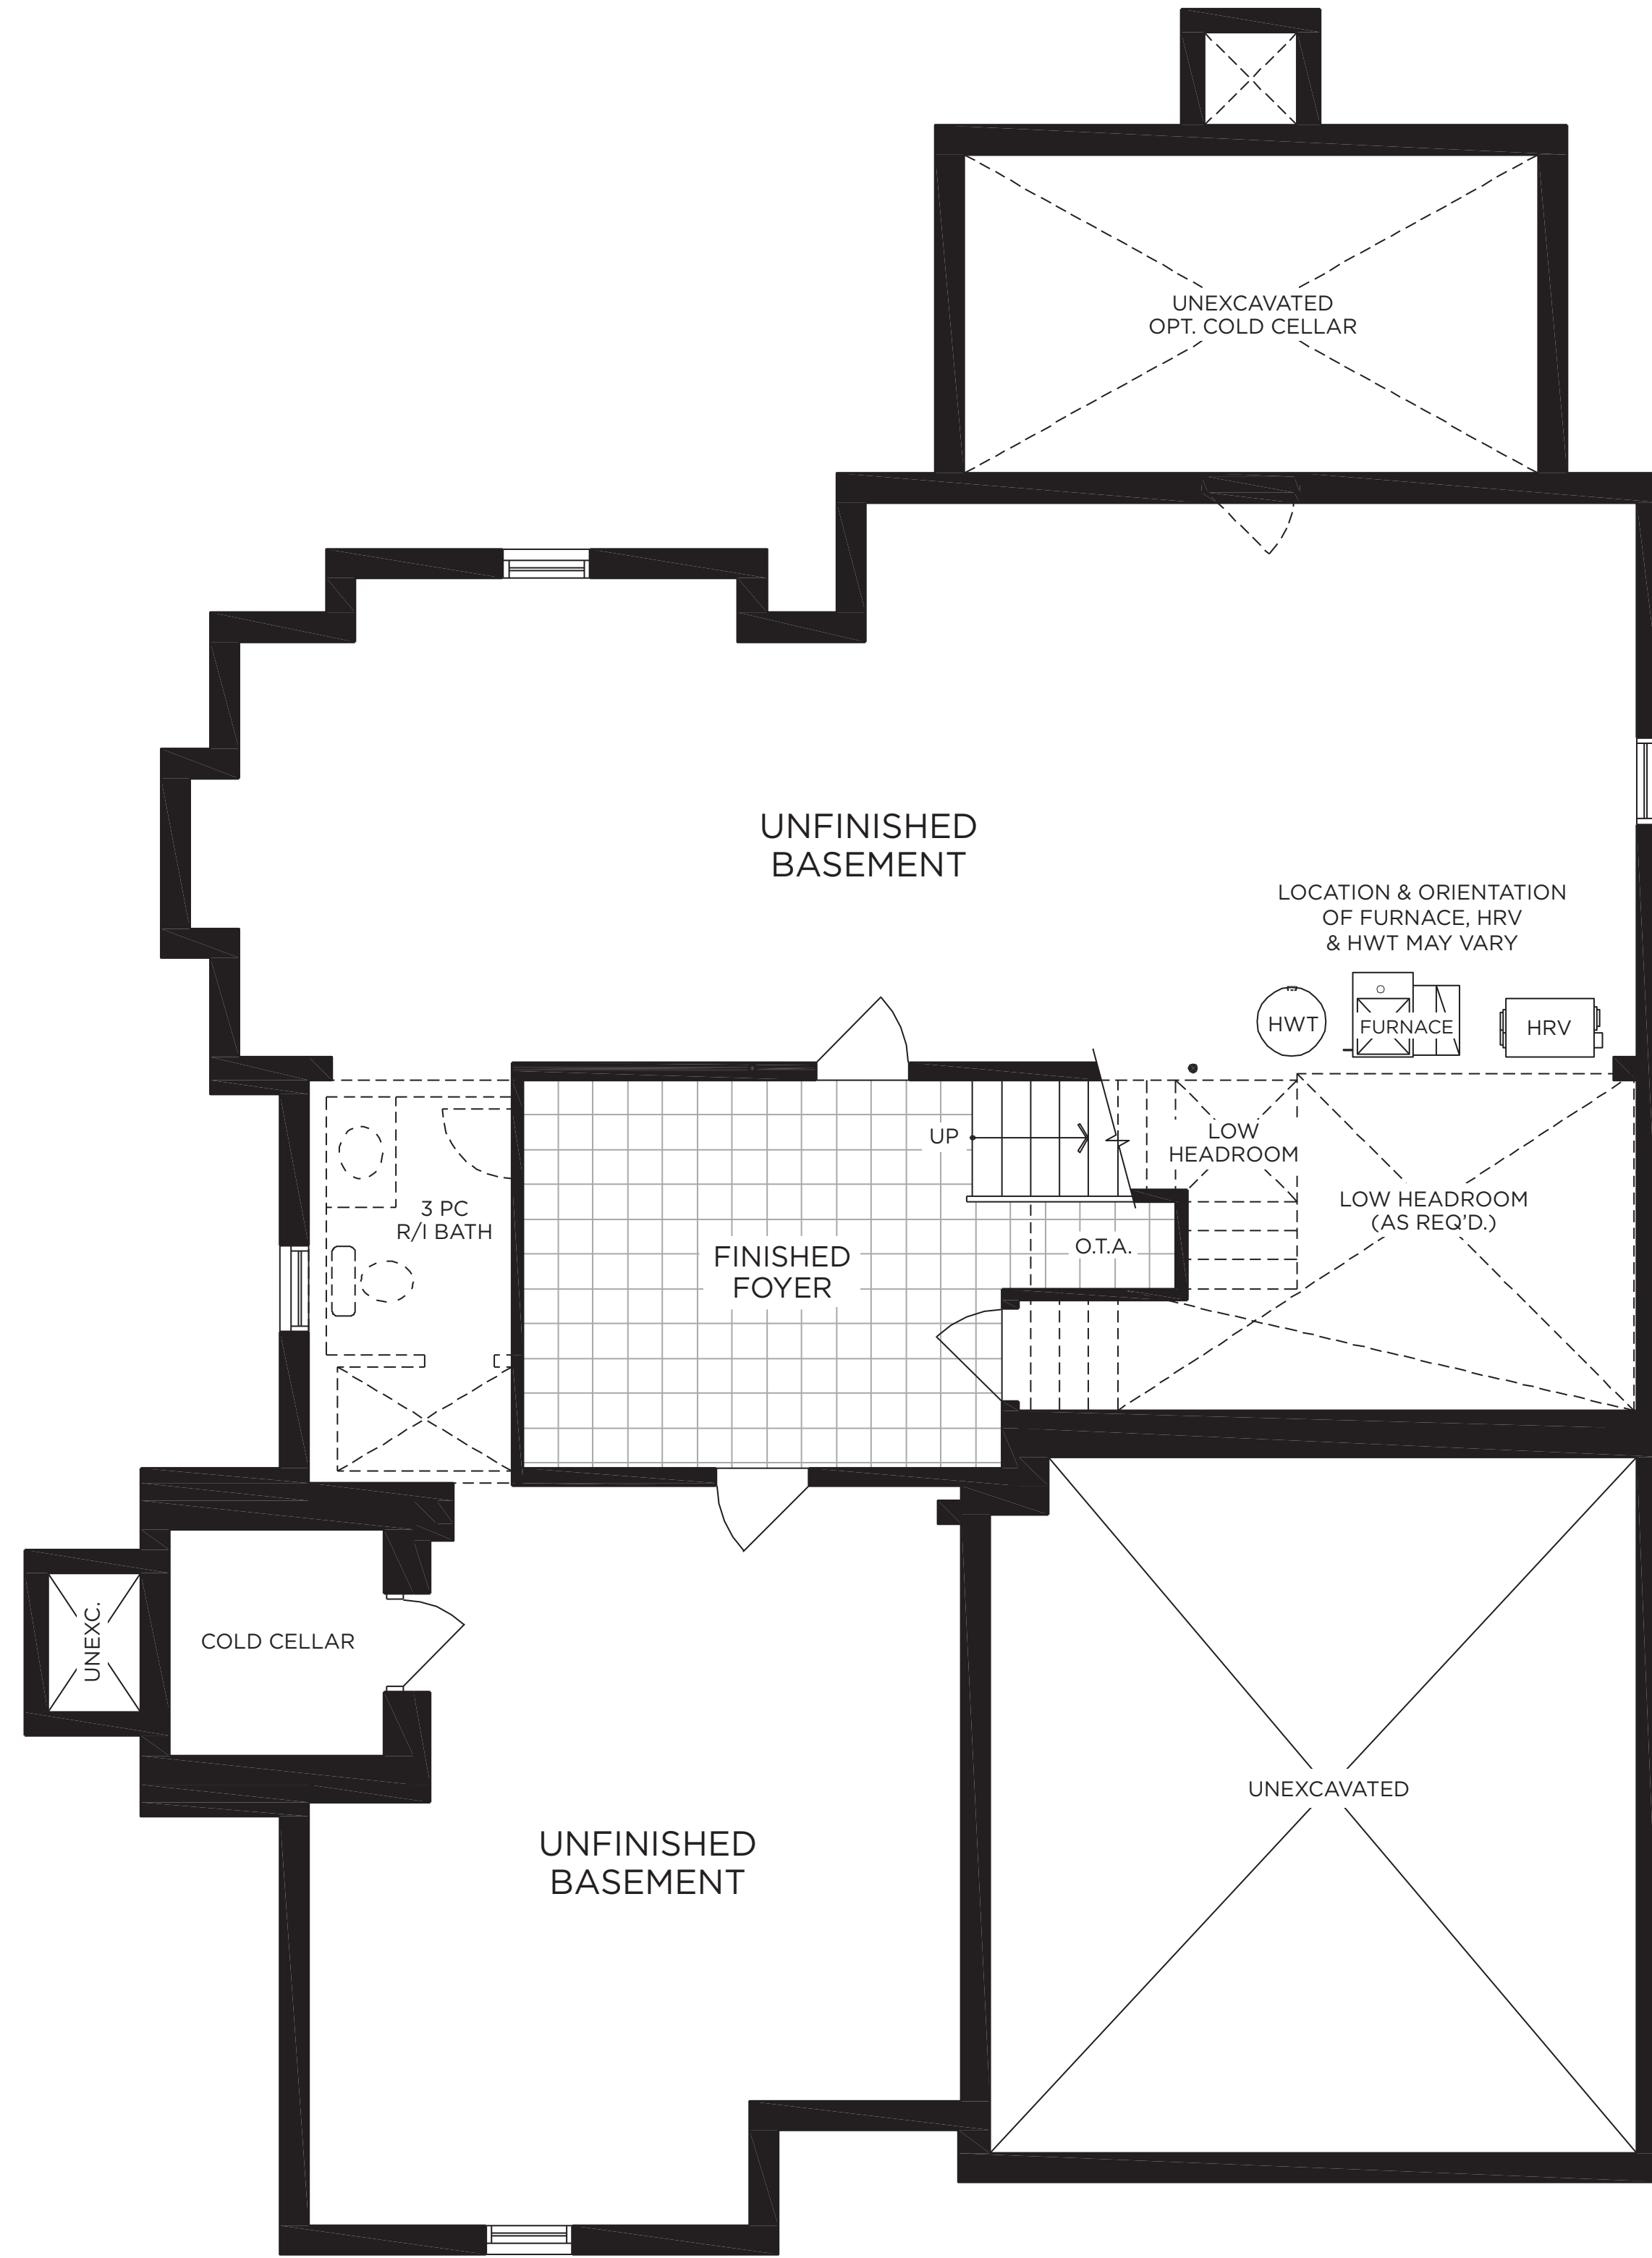 UNEXCAVATED
OPT. COLD CELLAR
UNFINISHED
BASEMENT
LOCATION & ORIENTATION
OF FURNACE, HRV
& HWT MAY VARY
HWT
FURNACE
HRV
UP
LOW
HEADROOM
LOW HEADROOM
(AS REQ'D.)
3 PC
R/I BATH
FINISHED
FOYER
O.T.A.
UNEXC.
COLD CELLAR
UNEXCAVATED
UNFINISHED
BASEMENT